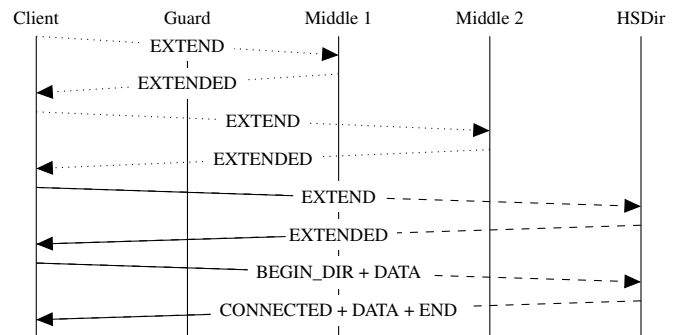 Client Guard Middle 1 Middle 2 HSDir
EXTEND
EXTENDED
EXTEND
EXTENDED
EXTEND
EXTENDED
BEGIN_DIR + DATA
CONNECTED + DATA + END